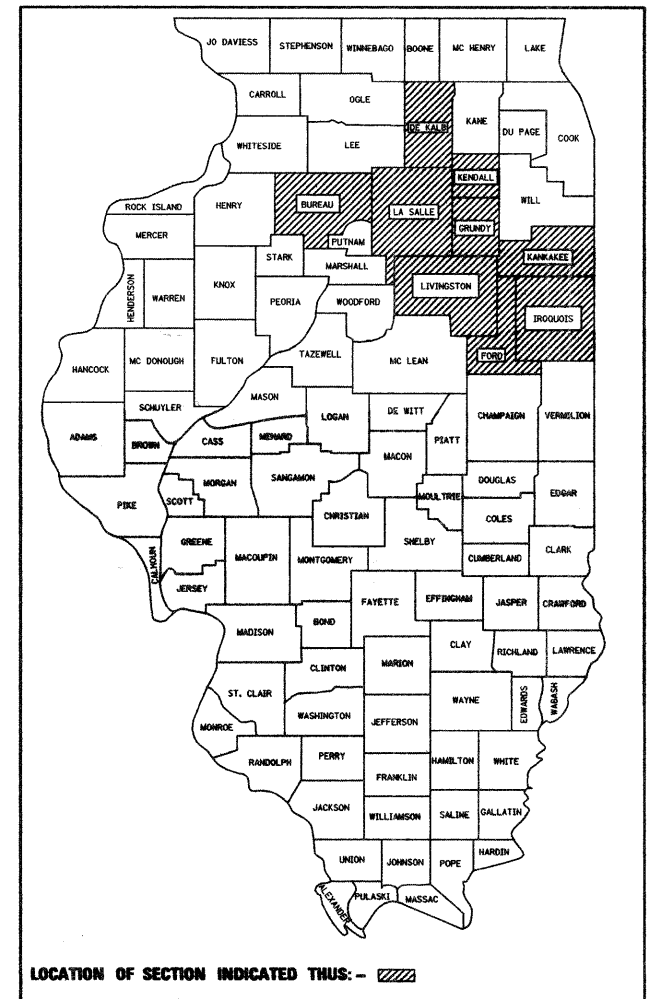 JO DAVIESS STEPHENSON WINNEBAGO BOONE MC HENRY LAKE
CARROLL OGLE DE KALB KANE DU PAGE COOK
WHITESIDE LEE
KENDALL
ROCK ISLAND HENRY BUREAU LA SALLE WILL
MERCER PUTNAM GRUNDY
STARK MARSHALL KANKAKEE
HENDERSON WARREN KNOX PEORIA WOODFORD LIVINGSTON IROQUOIS
HANCOCK MC DONOUGH FULTON TAZEWELL MC LEAN FORD
SCHUYLER MASON LOGAN DE WITT CHAMPAIGN VERMILION
ADAMS BROWN CASS MENARD MACON PIATT
PIKE SCOTT MORGAN SANGAMON MOULTRIE DOUGLAS EDGAR
CHRISTIAN COLES
CALHOUN GREENE MACOUPIN MONTGOMERY SHELBY CUMBERLAND CLARK
JERSEY FAYETTE EFFINGHAM JASPER CRAWFORD
MADISON BOND
CLINTON MARION CLAY RICHLAND LAWRENCE
ST. CLAIR WAYNE EDWARDS WABASH
MONROE WASHINGTON JEFFERSON
RANDOLPH PERRY HAMILTON WHITE
FRANKLIN
JACKSON WILLIAMSON SALINE GALLATIN
UNION JOHNSON POPE HARDIN
ALEXANDER PULASKI MASSAC
LOCATION OF SECTION INDICATED THUS: -